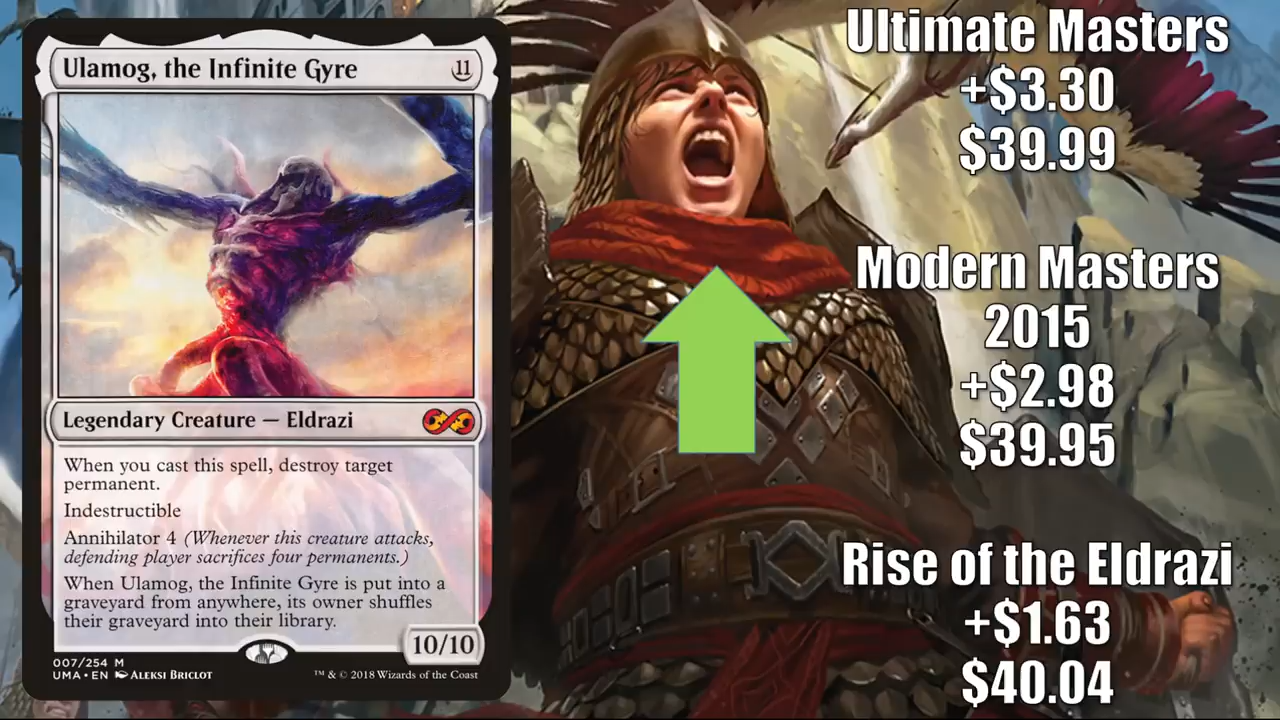 Ulamog, the Infinite Gyre
11
Legendary Creature — Eldrazi
When you cast this spell, destroy target
permanent.
Indestructible
Annihilator 4 (Whenever this creature attacks,
defending player sacrifices four permanents.)
When Ulamog, the Infinite Gyre is put into a
graveyard from anywhere, its owner shuffles
their graveyard into their library.
10/10
007/254 M
UMA • EN Aleksi Briclot
™ & © 2018 Wizards of the Coast
Ultimate Masters
+$3.30
$39.99
Modern Masters
2015
+$2.98
$39.95
Rise of the Eldrazi
+$1.63
$40.04